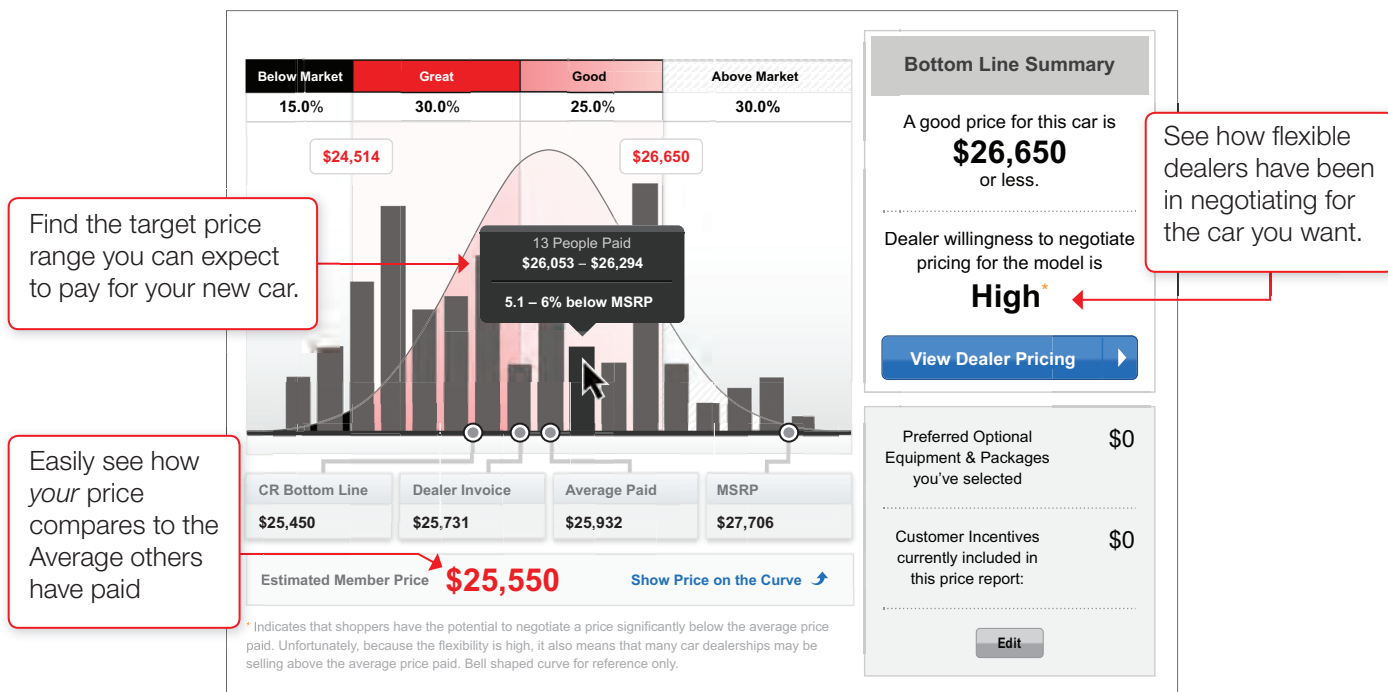 Below Market Great Good Above Market
15.0% 30.0% 25.0% 30.0%
$24,514 $26,650
13 People Paid
$26,053 – $26,294
5.1 – 6% below MSRP
Find the target price
range you can expect
to pay for your new car.
Easily see how
your price
compares to the
Average others
have paid
CR Bottom Line Dealer Invoice Average Paid MSRP
$25,450 $25,731 $25,932 $27,706
Estimated Member Price $25,550 Show Price on the Curve
* Indicates that shoppers have the potential to negotiate a price significantly below the average price
paid. Unfortunately, because the flexibility is high, it also means that many car dealerships may be
selling above the average price paid. Bell shaped curve for reference only.
Bottom Line Summary
A good price for this car is
$26,650
or less.
Dealer willingness to negotiate
pricing for the model is
High*
View Dealer Pricing
See how flexible
dealers have been
in negotiating for
the car you want.
Preferred Optional $0
Equipment & Packages
you’ve selected
Customer Incentives $0
currently included in
this price report:
Edit